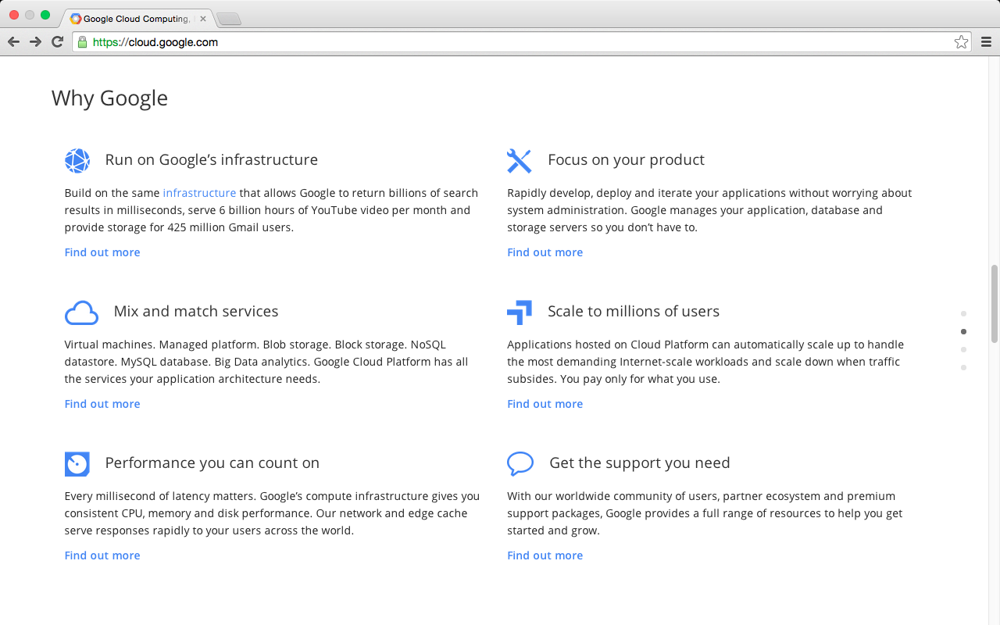 Google Cloud Computing,
https://cloud.google.com
Why Google
Run on Google’s infrastructure
Build on the same infrastructure that allows Google to return billions of search
results in milliseconds, serve 6 billion hours of YouTube video per month and
provide storage for 425 million Gmail users.
Find out more
Focus on your product
Rapidly develop, deploy and iterate your applications without worrying about
system administration. Google manages your application, database and
storage servers so you don’t have to.
Find out more
Mix and match services
Virtual machines. Managed platform. Blob storage. Block storage. NoSQL
datastore. MySQL database. Big Data analytics. Google Cloud Platform has all
the services your application architecture needs.
Find out more
Scale to millions of users
Applications hosted on Cloud Platform can automatically scale up to handle
the most demanding Internet-scale workloads and scale down when traffic
subsides. You pay only for what you use.
Find out more
Performance you can count on
Every millisecond of latency matters. Google’s compute infrastructure gives you
consistent CPU, memory and disk performance. Our network and edge cache
serve responses rapidly to your users across the world.
Find out more
Get the support you need
With our worldwide community of users, partner ecosystem and premium
support packages, Google provides a full range of resources to help you get
started and grow.
Find out more